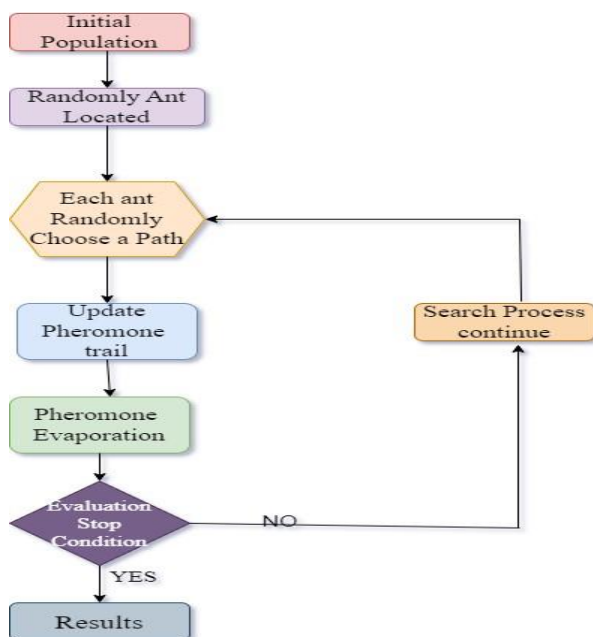 Initial
Population
Randomly Ant
Located
Each ant
Randomly
Choose a Path
Update
Pheromone
trail
Search Process
continue
Pheromone
Evaporation
Evaluation
Stop
Condition
NO
YES
Results